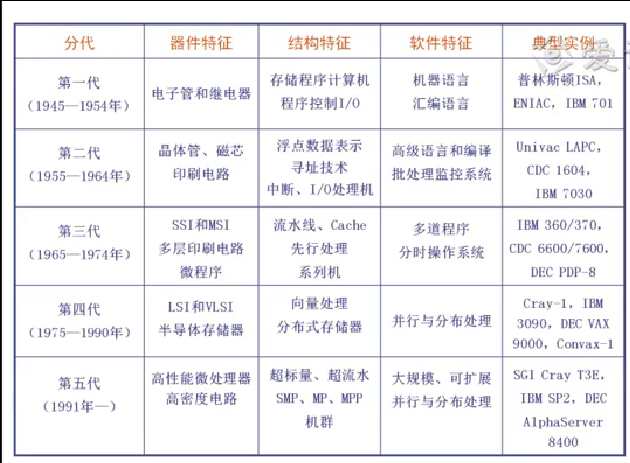 分代 器件特征 结构特征 软件特征 典型实例
第一代
(1945—1954年)
电子管和继电器
存储程序计算机
程序控制I/O
机器语言
汇编语言
普林斯顿ISA,
ENIAC, IBM 701
第二代
(1955—1964年)
晶体管、磁芯
印刷电路
浮点数据表示
寻址技术
中断、I/O处理机
高级语言和编译
批处理监控系统
Univac LAPC,
CDC 1604,
IBM 7030
第三代
(1965—1974年)
SSI和MSI
多层印刷电路
微程序
流水线、Cache
先行处理
系列机
多道程序
分时操作系统
IBM 360/370,
CDC 6600/7600,
DEC PDP-8
第四代
(1975—1990年)
LSI和VLSI
半导体存储器
向量处理
分布式存储器
并行与分布处理
Cray-1, IBM
3090, DEC VAX
9000, Convax-1
第五代
(1991年—)
高性能微处理器
高密度电路
超标量、超流水
SMP、MP、MPP
机群
大规模、可扩展
并行与分布处理
SGI Cray T3E,
IBM SP2, DEC
AlphaServer
8400
爱